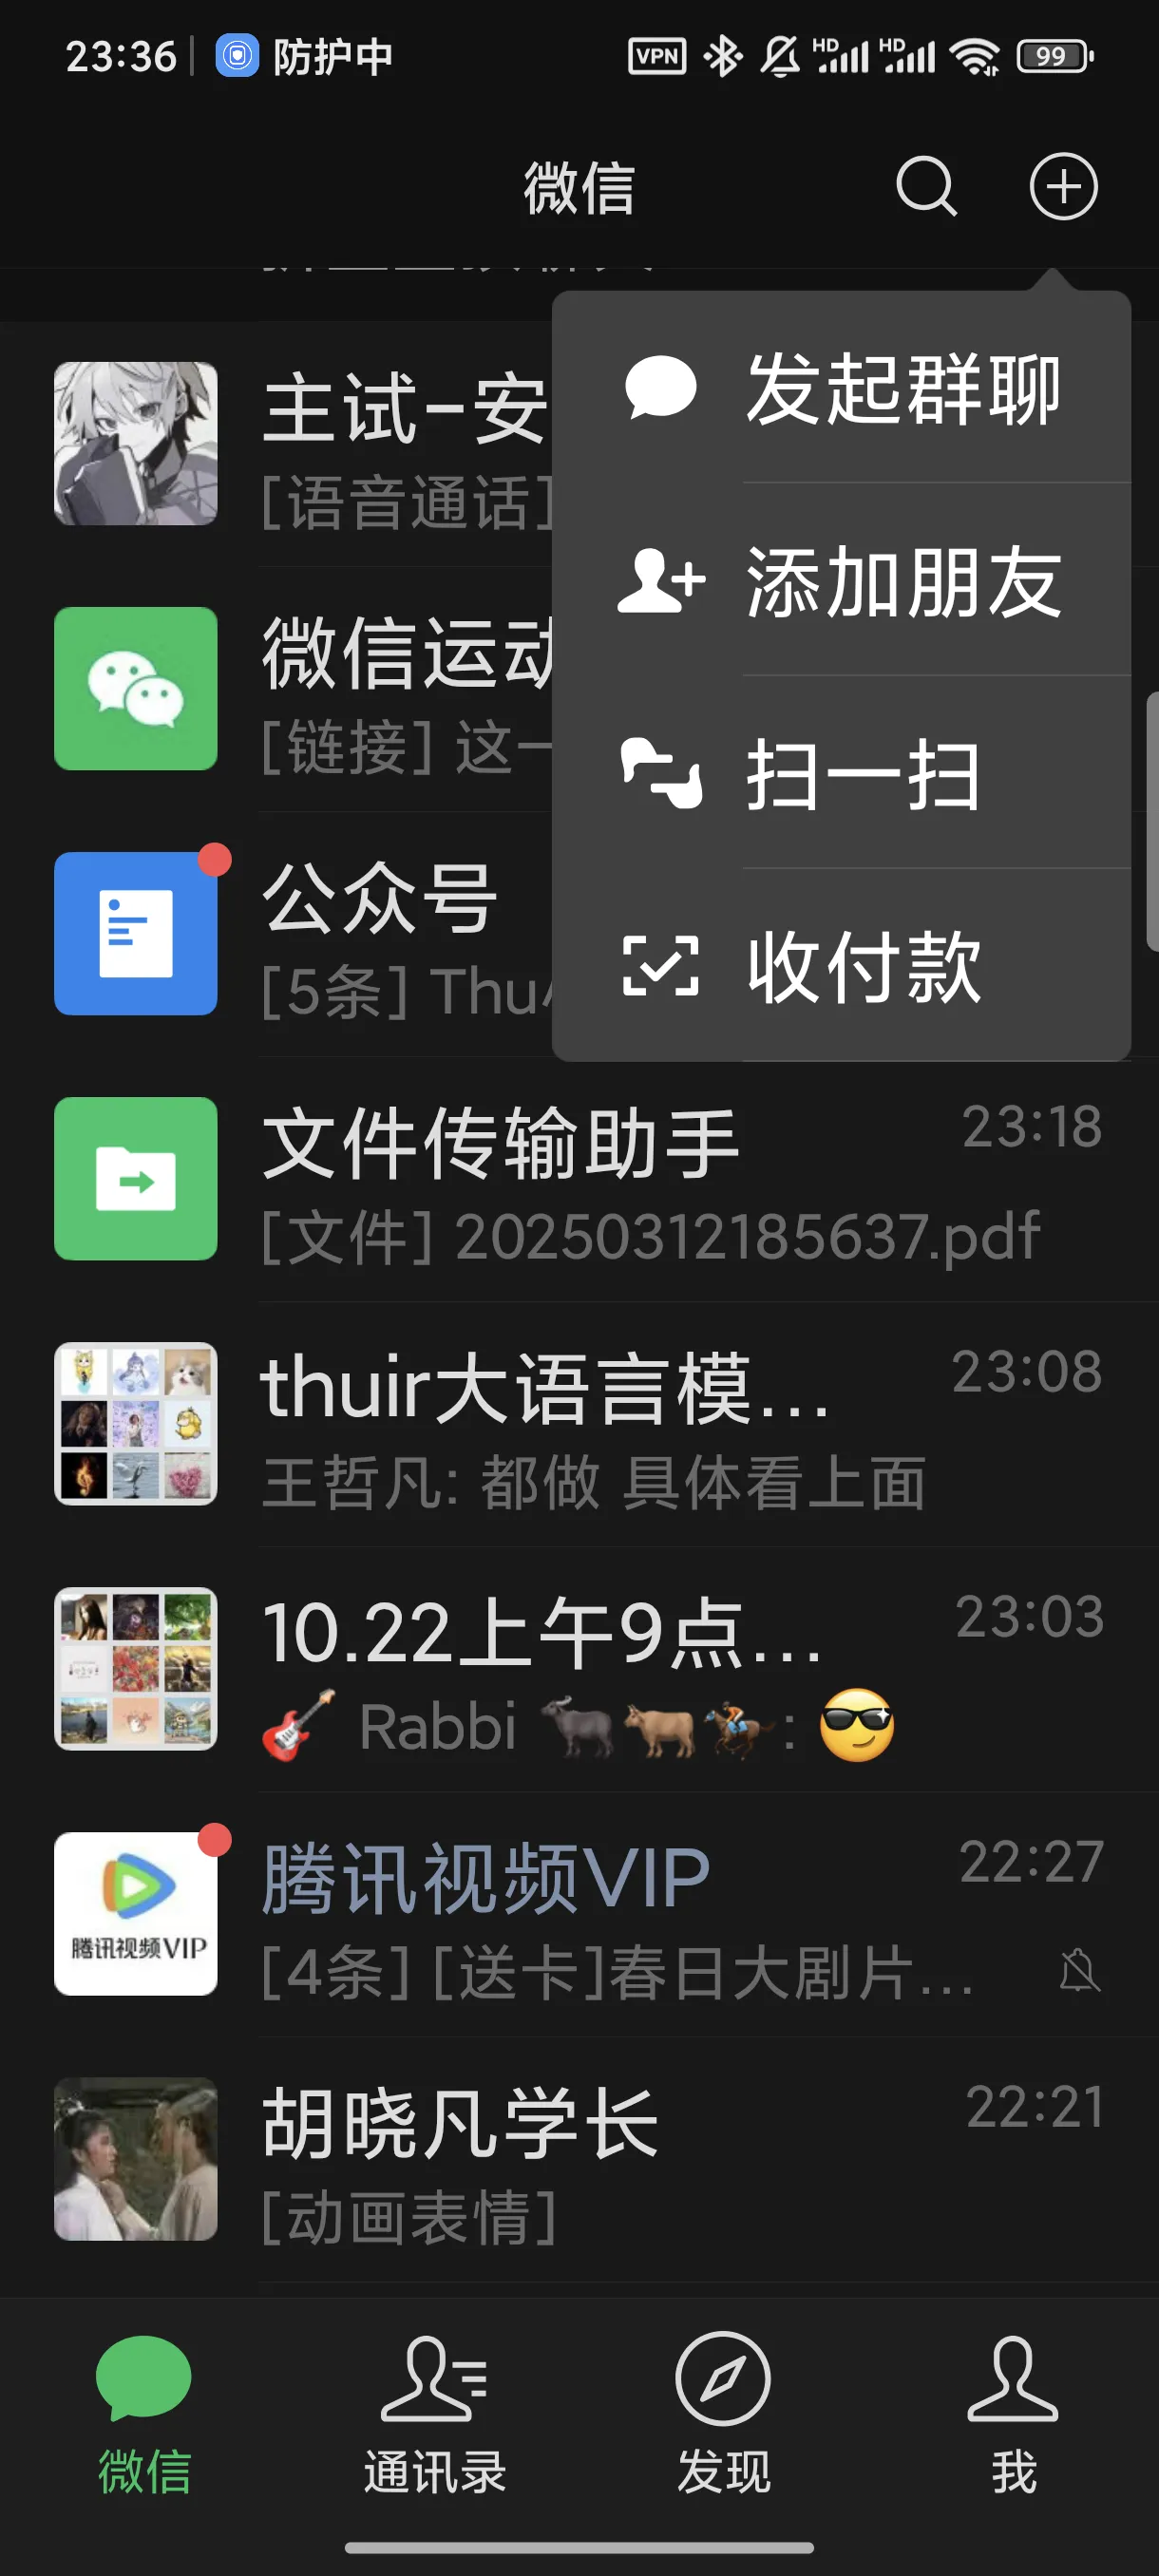 23:36
防护中
VPN
HD
HD
99
微信
发起群聊
添加朋友
扫一扫
收付款
主试-安
[语音通话]
微信运动
[链接] 这一
公众号
[5条] Thu
文件传输助手
23:18
[文件] 20250312185637.pdf
thuir大语言模...
23:08
王哲凡: 都做 具体看上面
10.22上午9点...
23:03
🎸 Rabbi 🐃🐂🏇: 😎
腾讯视频VIP
腾讯视频VIP
22:27
[4条] [送卡]春日大剧片...
胡晓凡学长
22:21
[动画表情]
微信
通讯录
发现
我